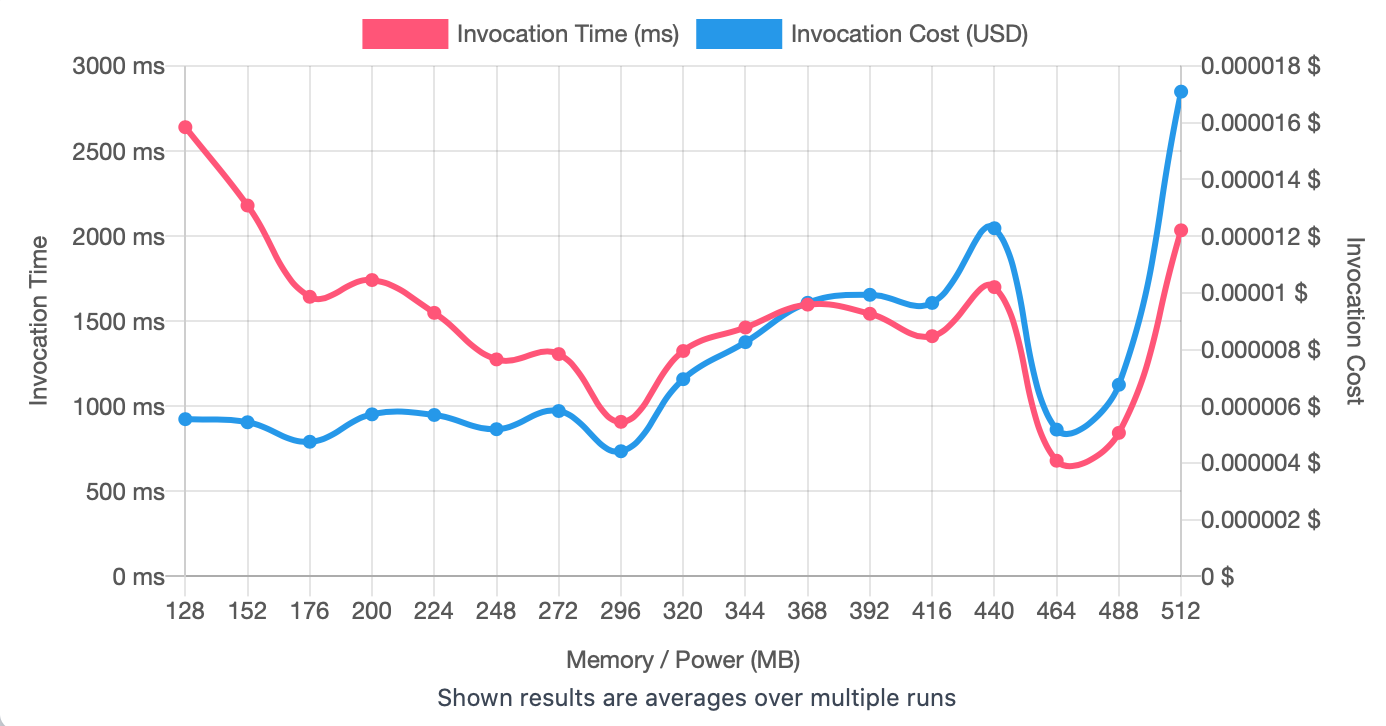 Invocation Time (ms) Invocation Cost (USD)
3000 ms 0.000018 $
0.000016 $
2500 ms
0.000014 $
2000 ms 0.000012 $
0.00001 $
1500 ms
0.000008 $
1000 ms 0.000006 $
0.000004 $
500 ms
0.000002 $
0 ms 0 $
Invocation Time
Invocation Cost
128 152 176 200 224 248 272 296 320 344 368 392 416 440 464 488 512
Memory / Power (MB)
Shown results are averages over multiple runs